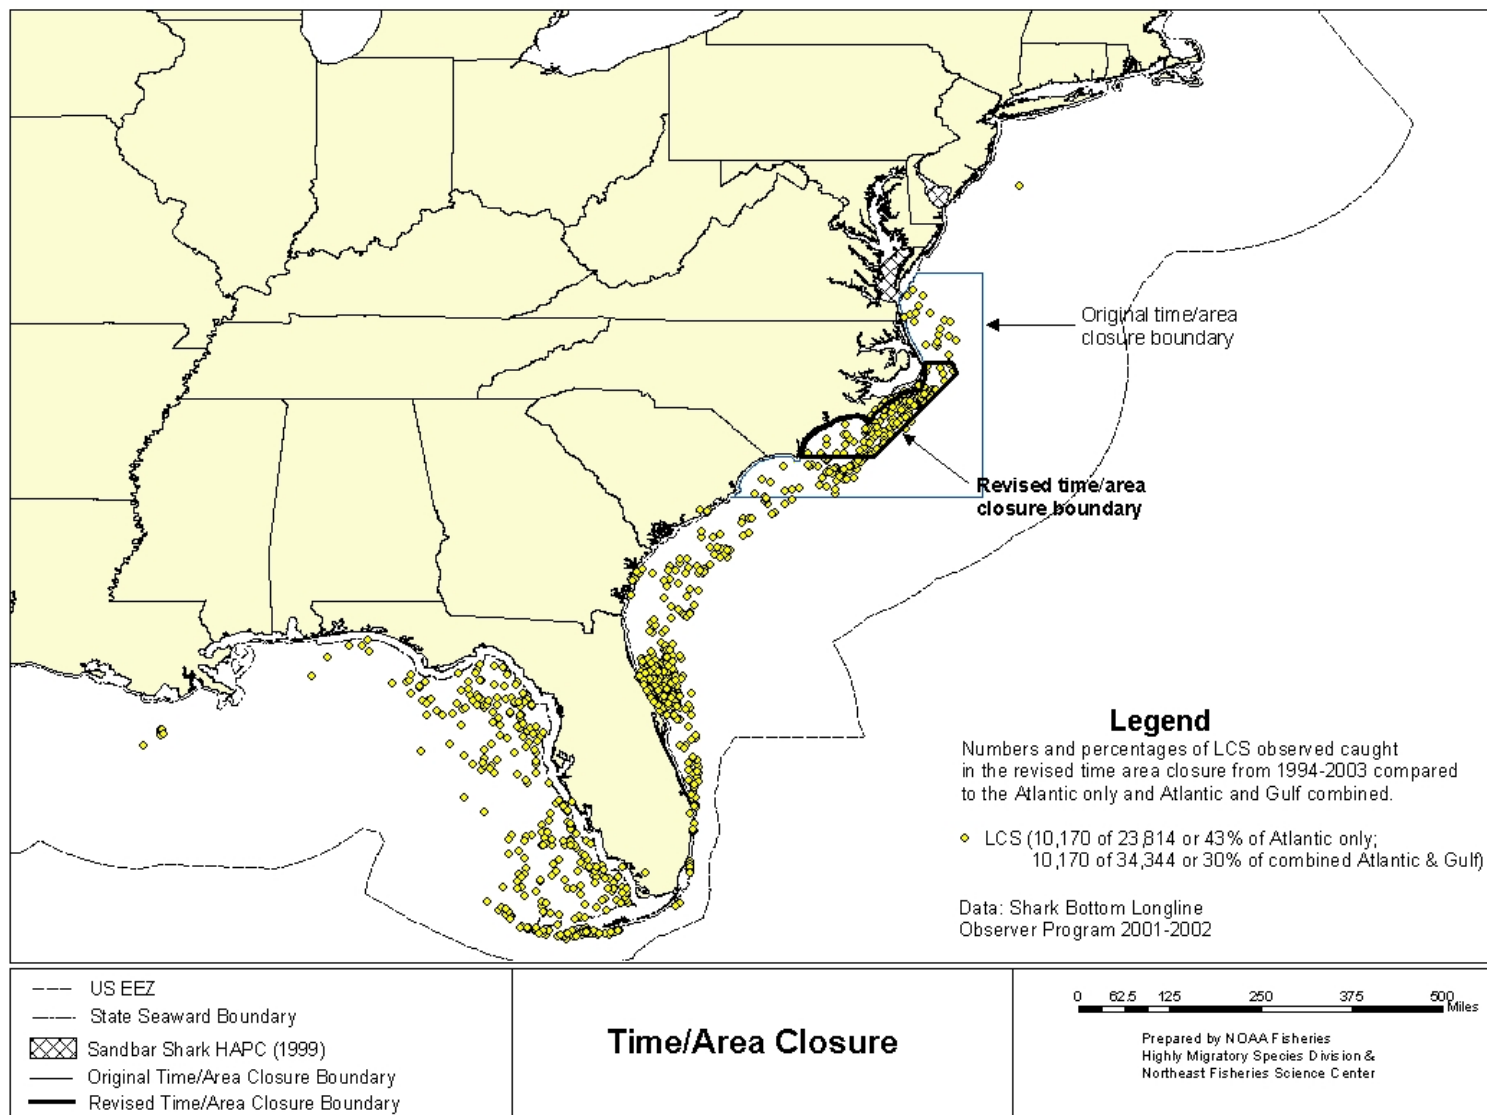 Original time/area
closure boundary
Revised time/area
closure boundary
Legend
Numbers and percentages of LCS observed caught
in the revised time area closure from 1994-2003 compared
to the Atlantic only and Atlantic and Gulf combined.
LCS (10,170 of 23,814 or 43% of Atlantic only;
10,170 of 34,344 or 30% of combined Atlantic & Gulf)
Data: Shark Bottom Longline
Observer Program 2001-2002
US EEZ
State Seaward Boundary
Sandbar Shark HAPC (1999)
Original Time/Area Closure Boundary
Revised Time/Area Closure Boundary
Time/Area Closure
0 62.5 125 250 375 500
Miles
Prepared by NOAA Fisheries
Highly Migratory Species Division &
Northeast Fisheries Science Center